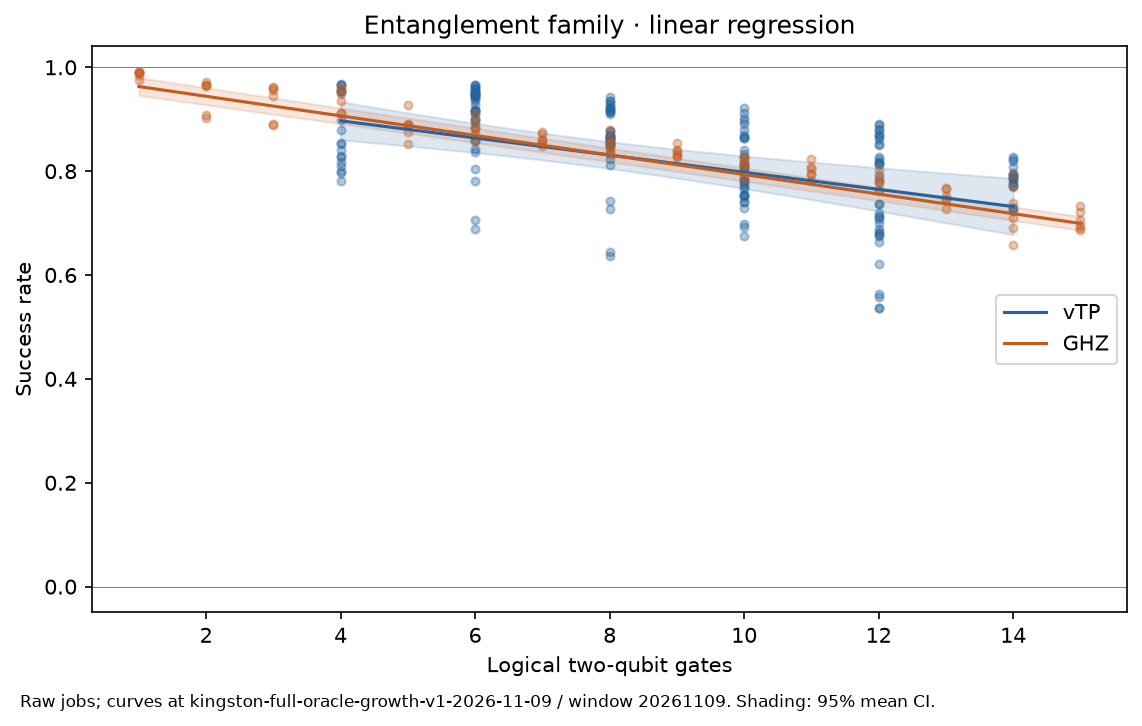 Entanglement family · linear regression
1.0
0.8
0.6
0.4
0.2
0.0
Success rate
vTP
GHZ
2 4 6 8 10 12 14
Logical two-qubit gates
Raw jobs; curves at kingston-full-oracle-growth-v1-2026-11-09 / window 20261109. Shading: 95% mean CI.